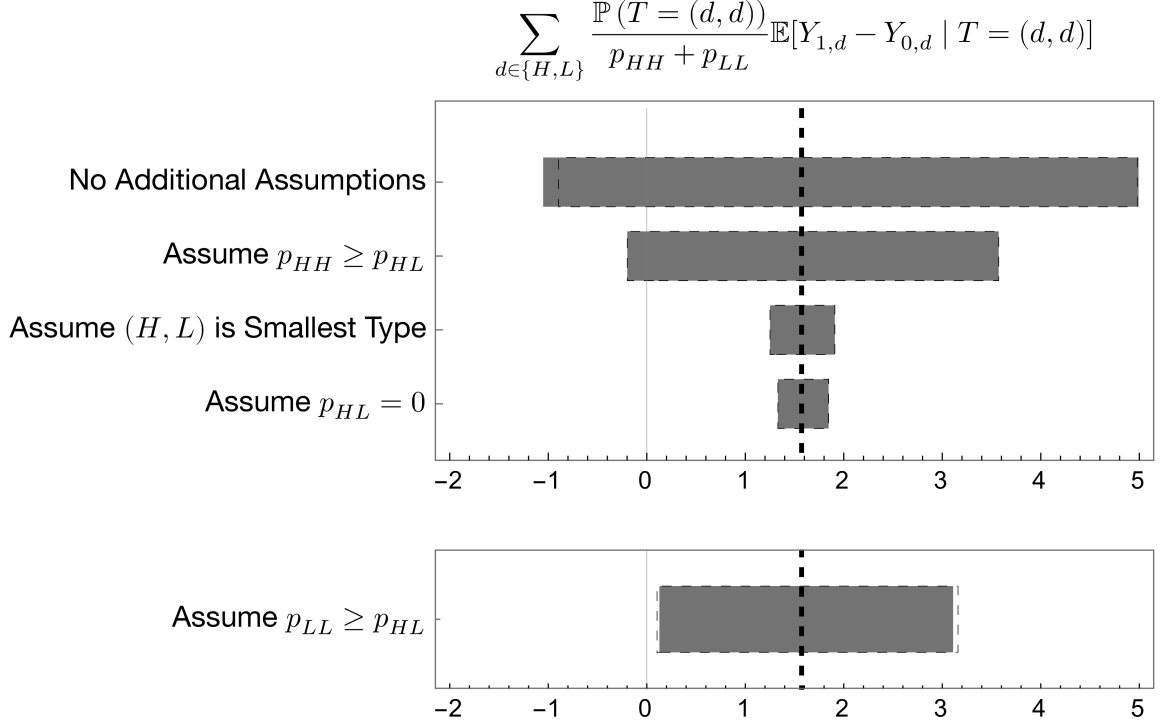 ∑_{d∈{H,L}} ℙ(T = (d, d)) / (p_{HH} + p_{LL}) 𝔼[Y_{1,d} − Y_{0,d} | T = (d, d)]
No Additional Assumptions
Assume p_{HH} ≥ p_{HL}
Assume (H, L) is Smallest Type
Assume p_{HL} = 0
−2 −1 0 1 2 3 4 5
Assume p_{LL} ≥ p_{HL}
−2 −1 0 1 2 3 4 5